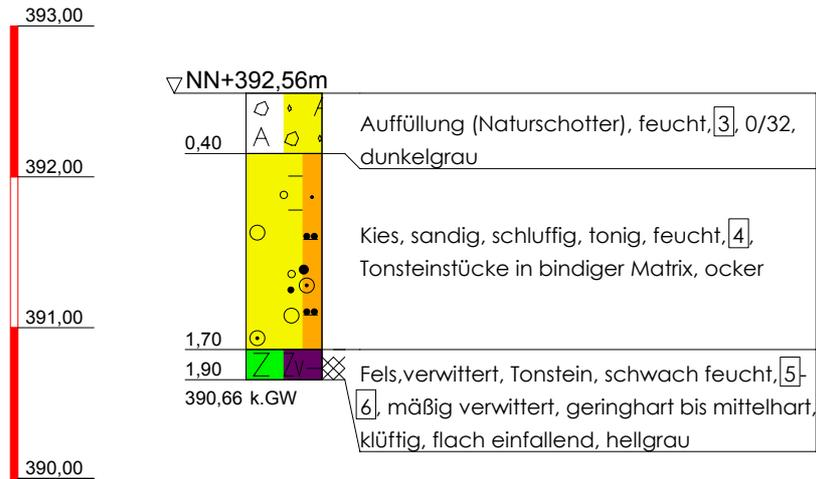 393,00
NN+392,56m
Auffüllung (Naturschotter), feucht, 3, 0/32,
dunkelgrau
A
A
0,40
392,00
Kies, sandig, schluffig, tonig, feucht, 4,
Tonsteinstücke in bindiger Matrix, ocker
391,00
1,70
Z Zv
1,90
Fels,verwittert, Tonstein, schwach feucht, 5-
6, mäßig verwittert, geringhart bis mittelhart,
klüftig, flach einfallend, hellgrau
390,66 k.GW
390,00